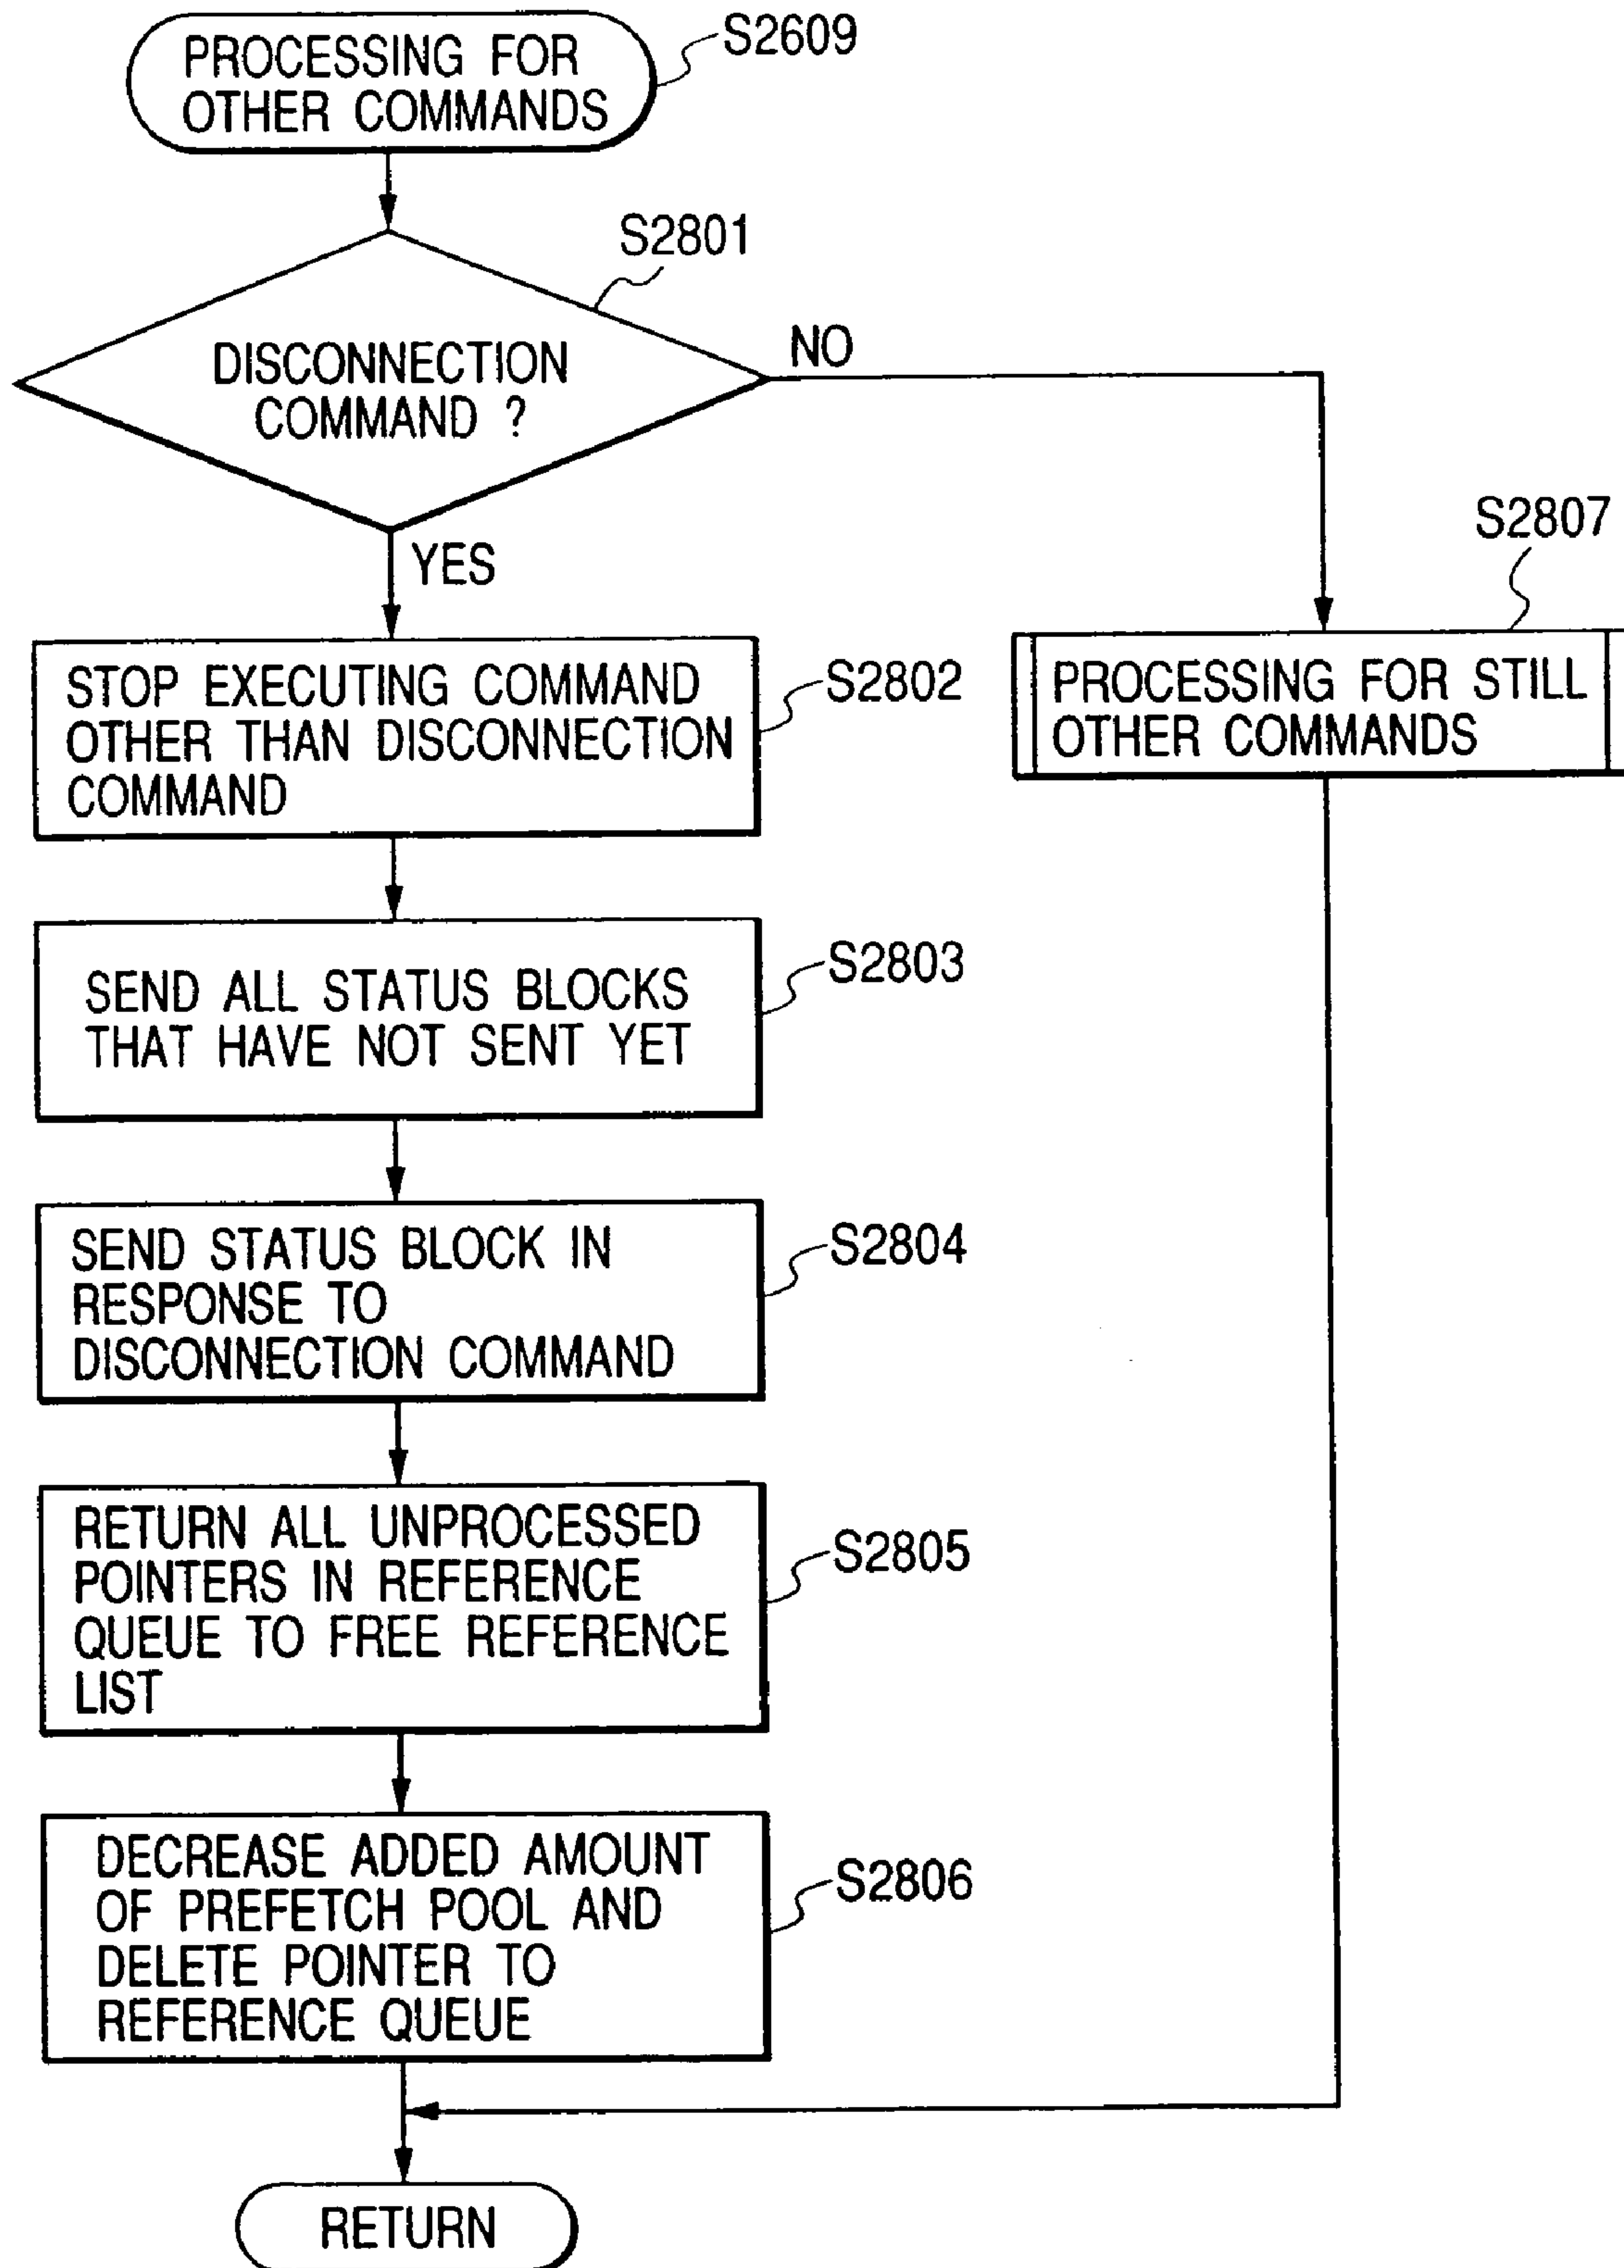 PROCESSING FOR
OTHER COMMANDS
S2609
S2801
DISCONNECTION
COMMAND ?
NO
YES
S2807
STOP EXECUTING COMMAND
OTHER THAN DISCONNECTION
COMMAND
S2802
PROCESSING FOR STILL
OTHER COMMANDS
SEND ALL STATUS BLOCKS
THAT HAVE NOT SENT YET
S2803
SEND STATUS BLOCK IN
RESPONSE TO
DISCONNECTION COMMAND
S2804
RETURN ALL UNPROCESSED
POINTERS IN REFERENCE
QUEUE TO FREE REFERENCE
LIST
S2805
DECREASE ADDED AMOUNT
OF PREFETCH POOL AND
DELETE POINTER TO
REFERENCE QUEUE
S2806
RETURN